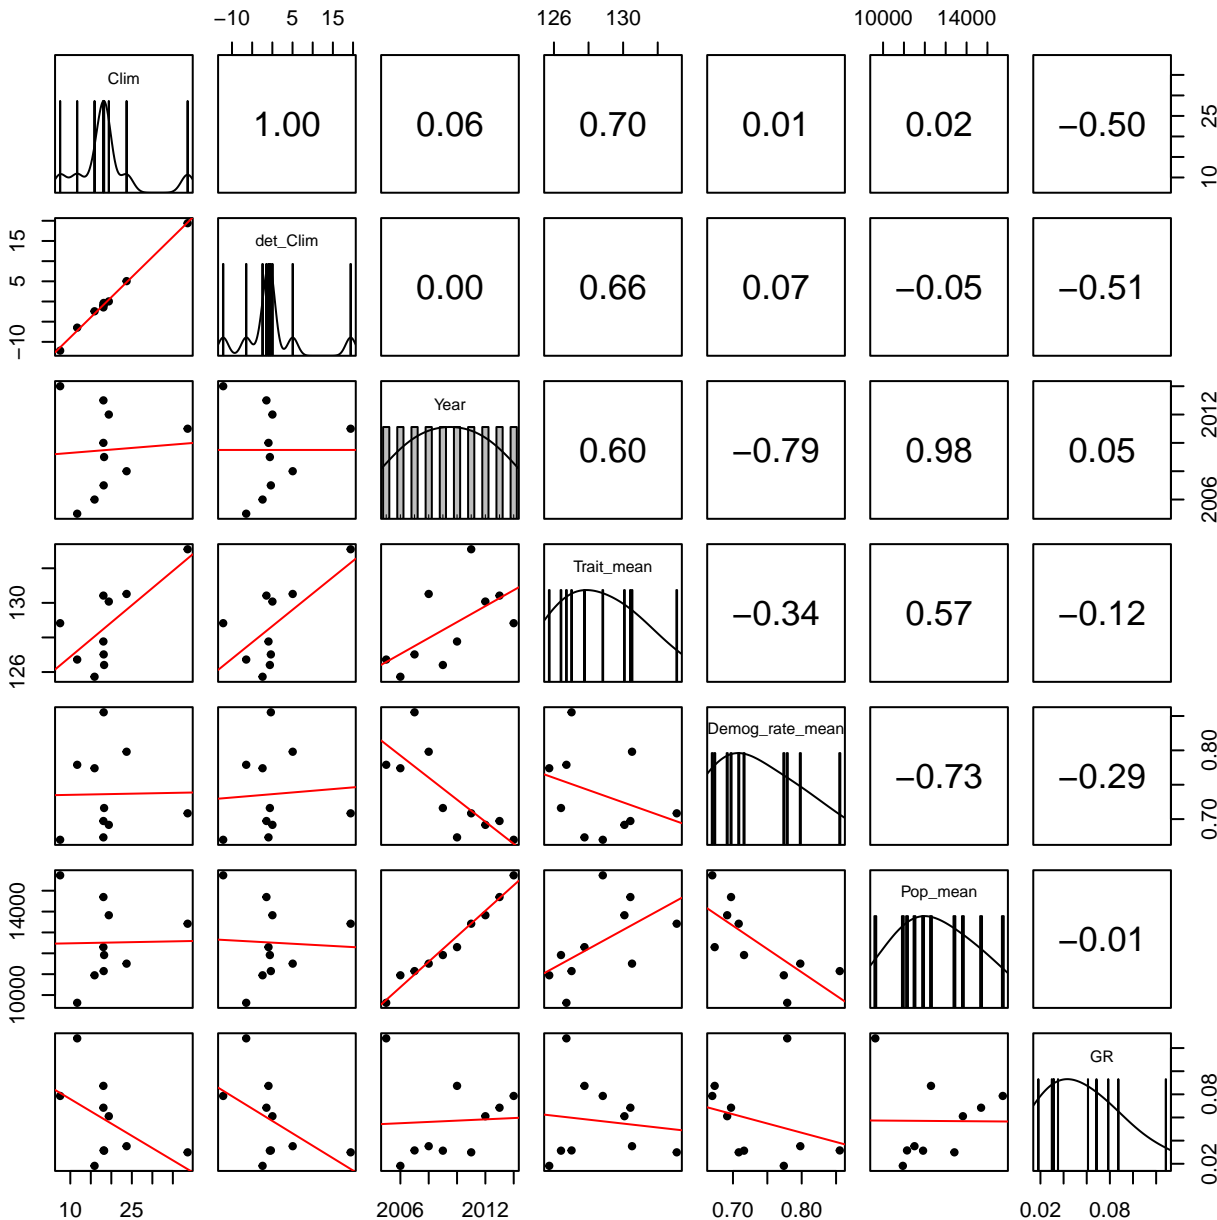 −10 5 15 126 130 10000 14000
Clim 1.00 0.06 0.70 0.01 0.02 −0.50 10 25
−10 5 15 det_Clim 0.00 0.66 0.07 −0.05 −0.51
Year 0.60 −0.79 0.98 0.05 2006 2012
126 130 Trait_mean −0.34 0.57 −0.12
Demog_rate_mean −0.73 −0.29 0.70 0.80
10000 14000 Pop_mean −0.01
GR 0.02 0.08
10 25 2006 2012 0.70 0.80 0.02 0.08